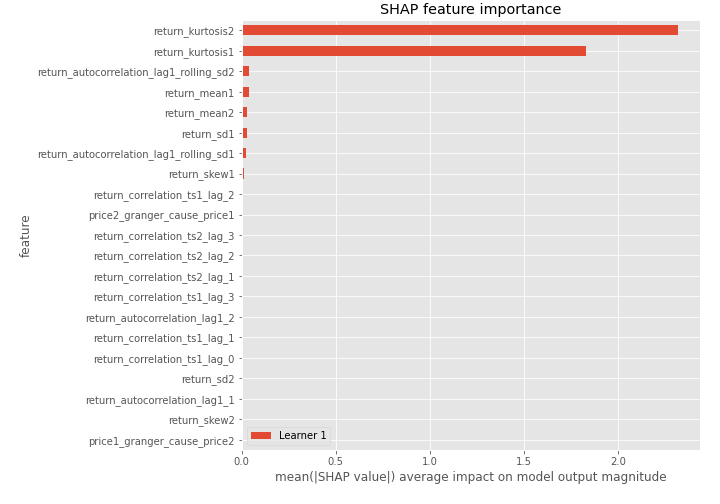 SHAP feature importance
return_kurtosis2
return_kurtosis1
return_autocorrelation_lag1_rolling_sd2
return_mean1
return_mean2
return_sd1
return_autocorrelation_lag1_rolling_sd1
return_skew1
return_correlation_ts1_lag_2
price2_granger_cause_price1
return_correlation_ts2_lag_3
return_correlation_ts2_lag_2
return_correlation_ts2_lag_1
return_correlation_ts1_lag_3
return_autocorrelation_lag1_2
return_correlation_ts1_lag_1
return_correlation_ts1_lag_0
return_sd2
return_autocorrelation_lag1_1
return_skew2
price1_granger_cause_price2
feature
Learner 1
0.0 0.5 1.0 1.5 2.0
mean(|SHAP value|) average impact on model output magnitude